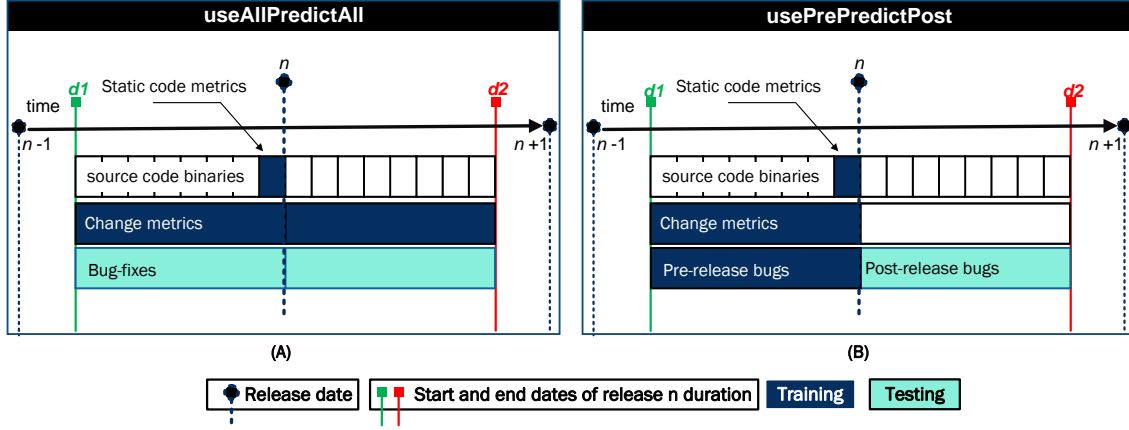 useAllPredictAll
n
d1
Static code metrics
d2
time
n -1
n +1
source code binaries
Change metrics
Bug-fixes
(A)
usePrePredictPost
n
d1
Static code metrics
d2
time
n -1
n +1
source code binaries
Change metrics
Pre-release bugs
Post-release bugs
(B)
Release date
Start and end dates of release n duration
Training
Testing